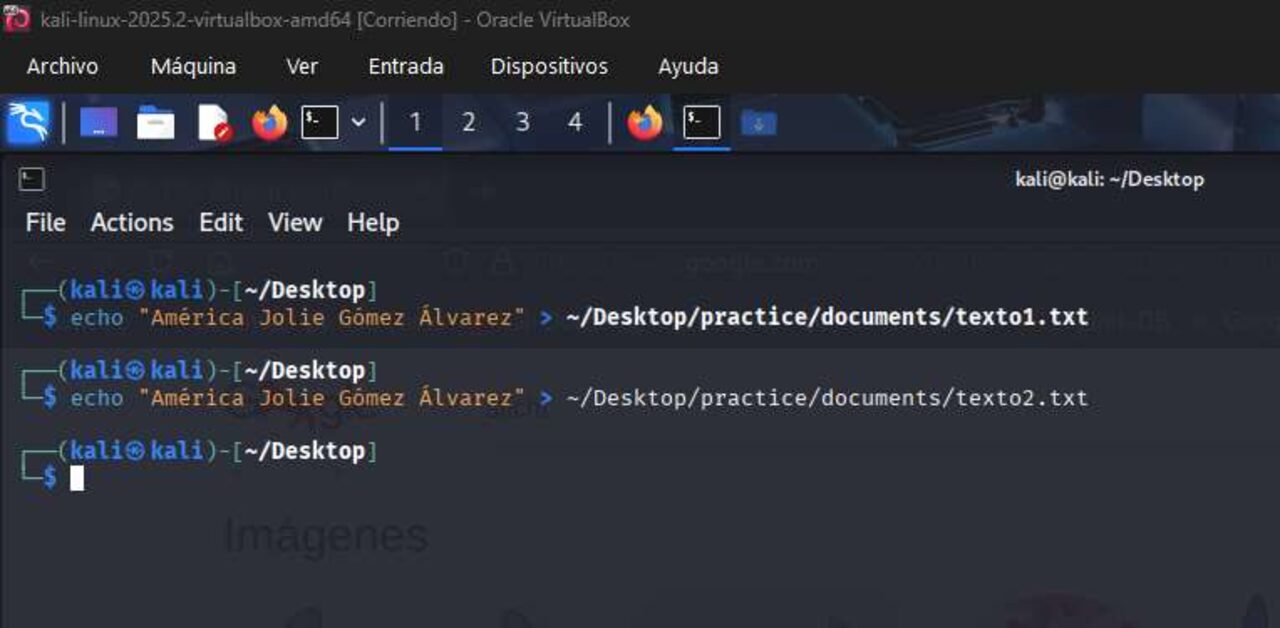 kali-linux-2025.2-virtualbox-amd64 [Corriendo] - Oracle VirtualBox
Archivo Máquina Ver Entrada Dispositivos Ayuda
1 2 3 4
kali@kali: ~/Desktop
File Actions Edit View Help
google.com
┌──(kali㉿kali)-[~/Desktop]
└─$ echo "América Jolie Gómez Álvarez" > ~/Desktop/practice/documents/texto1.txt
┌──(kali㉿kali)-[~/Desktop]
└─$ echo "América Jolie Gómez Álvarez" > ~/Desktop/practice/documents/texto2.txt
┌──(kali㉿kali)-[~/Desktop]
└─$
Imágenes